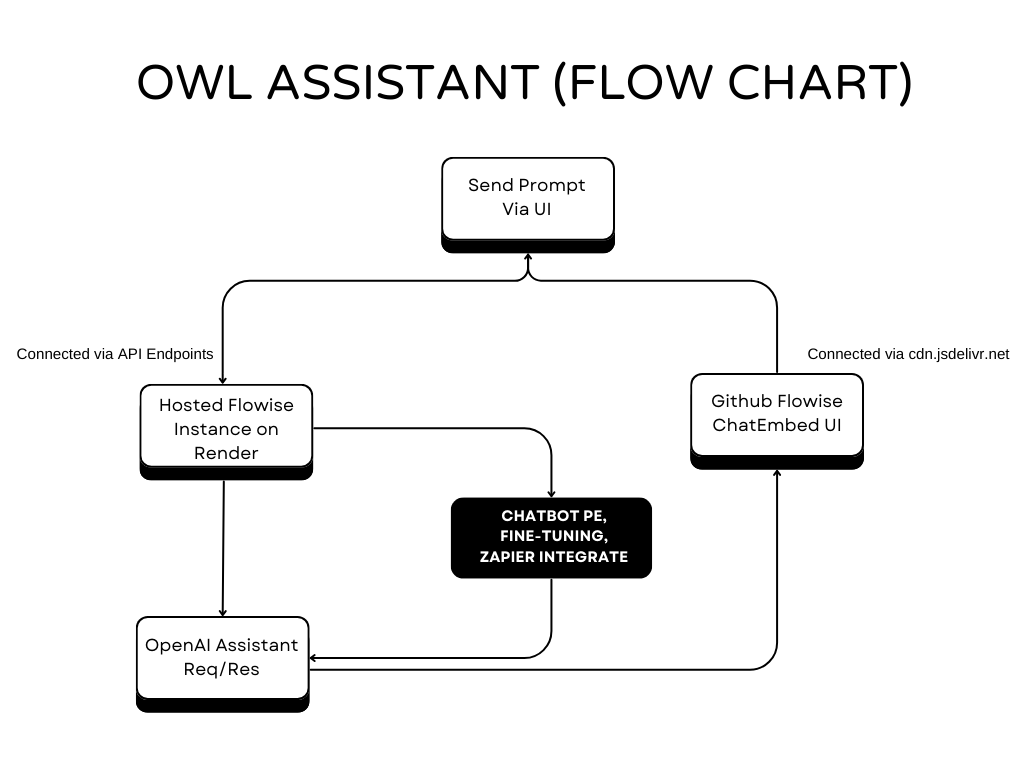 OWL ASSISTANT (FLOW CHART)
Send Prompt
Via UI
Connected via API Endpoints
Connected via cdn.jsdelivr.net
Hosted Flowise
Instance on
Render
Github Flowise
ChatEmbed UI
CHATBOT PE,
FINE-TUNING,
ZAPIER INTEGRATE
OpenAI Assistant
Req/Res